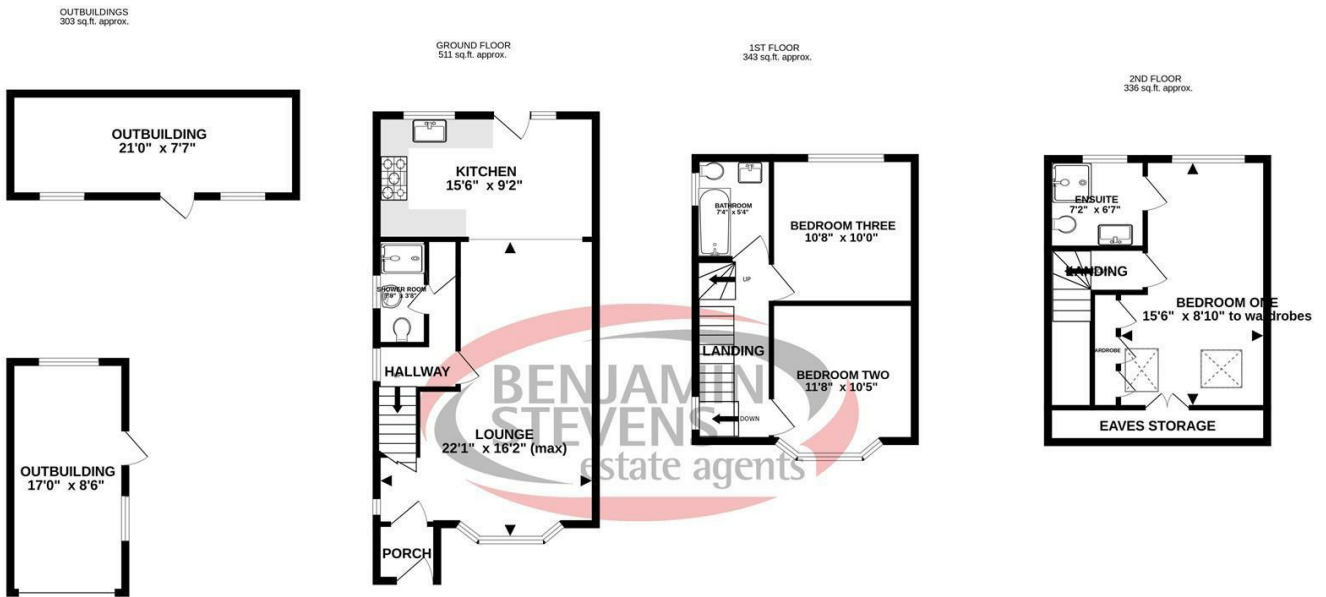 OUTBUILDINGS
303 sq.ft. approx.
OUTBUILDING
21'0" x 7'7"
OUTBUILDING
17'0" x 8'6"
GROUND FLOOR
511 sq.ft. approx.
KITCHEN
15'6" x 9'2"
SHOWER ROOM
HALLWAY
LOUNGE
22'1" x 16'2" (max)
PORCH
BENJAMIN
STEVENS
estate agents
1ST FLOOR
343 sq.ft. approx.
BATHROOM
7'4" x 5'4"
BEDROOM THREE
10'8" x 10'0"
UP
LANDING
BEDROOM TWO
11'8" x 10'5"
DOWN
2ND FLOOR
336 sq.ft. approx.
ENSUITE
7'2" x 6'7"
LANDING
BEDROOM ONE
15'6" x 8'10" to wardrobes
ARDROBE
EAVES STORAGE